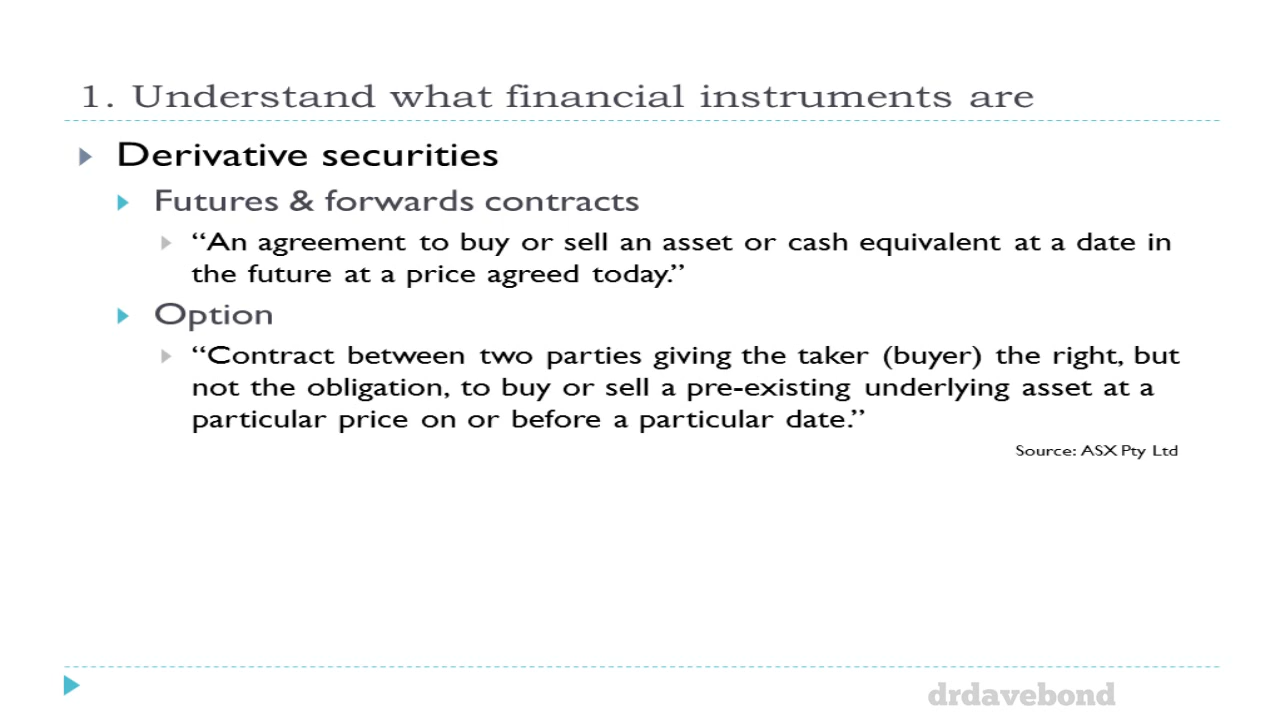 1. Understand what financial instruments are
Derivative securities
Futures & forwards contracts
“An agreement to buy or sell an asset or cash equivalent at a date in
the future at a price agreed today.”
Option
“Contract between two parties giving the taker (buyer) the right, but
not the obligation, to buy or sell a pre-existing underlying asset at a
particular price on or before a particular date.”
Source: ASX Pty Ltd
drdavebond